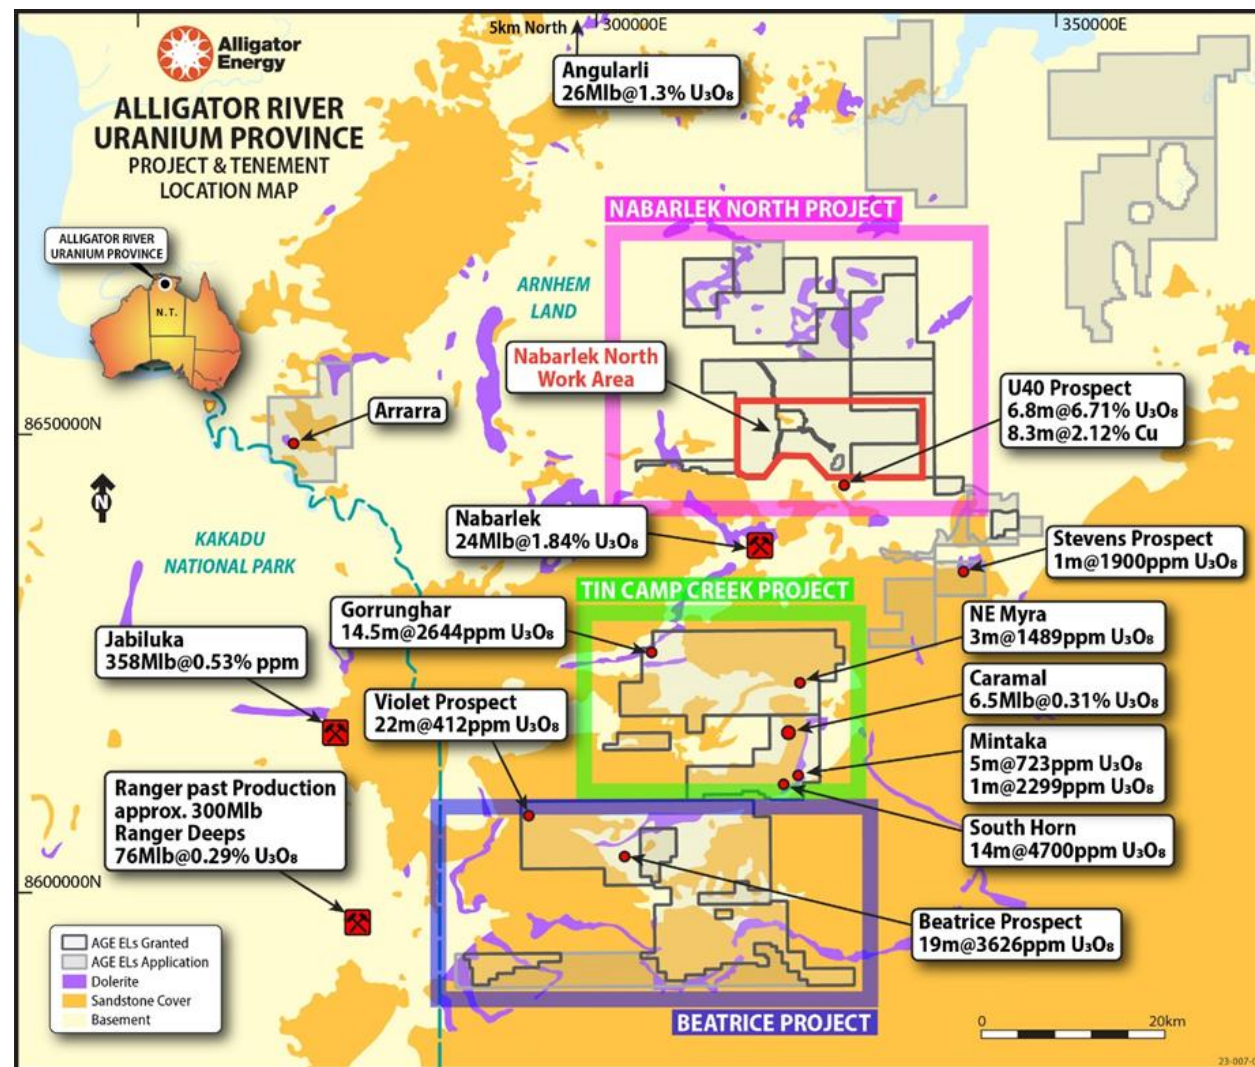 5km North
300000E
350000E
Alligator
Energy
ALLIGATOR RIVER
URANIUM PROVINCE
PROJECT & TENEMENT
LOCATION MAP
Angularli
26Mlb@1.3% U₃O₈
NABARLEK NORTH PROJECT
ALLIGATOR RIVER
URANIUM PROVINCE
N.T.
ARNHEM
LAND
Nabarlek North
Work Area
Ararra
U40 Prospect
6.8m@6.71% U₃O₈
8.3m@2.12% Cu
8650000N
N
Nabarlek
24Mlb@1.84% U₃O₈
KAKADU
NATIONAL PARK
Stevens Prospect
1m@1900ppm U₃O₈
TIN CAMP CREEK PROJECT
Gorrunghar
14.5m@2644ppm U₃O₈
NE Myra
3m@1489ppm U₃O₈
Jabiluka
358Mlb@0.53% ppm
Caramal
6.5Mlb@0.31% U₃O₈
Violet Prospect
22m@412ppm U₃O₈
Mintaka
5m@723ppm U₃O₈
1m@2299ppm U₃O₈
Ranger past Production
approx. 300Mlb
Ranger Deeps
76Mlb@0.29% U₃O₈
South Horn
14m@4700ppm U₃O₈
8600000N
Beatrice Prospect
19m@3626ppm U₃O₈
AGE ELs Granted
AGE ELs Application
Dolerite
Sandstone Cover
Basement
BEATRICE PROJECT
0
20km